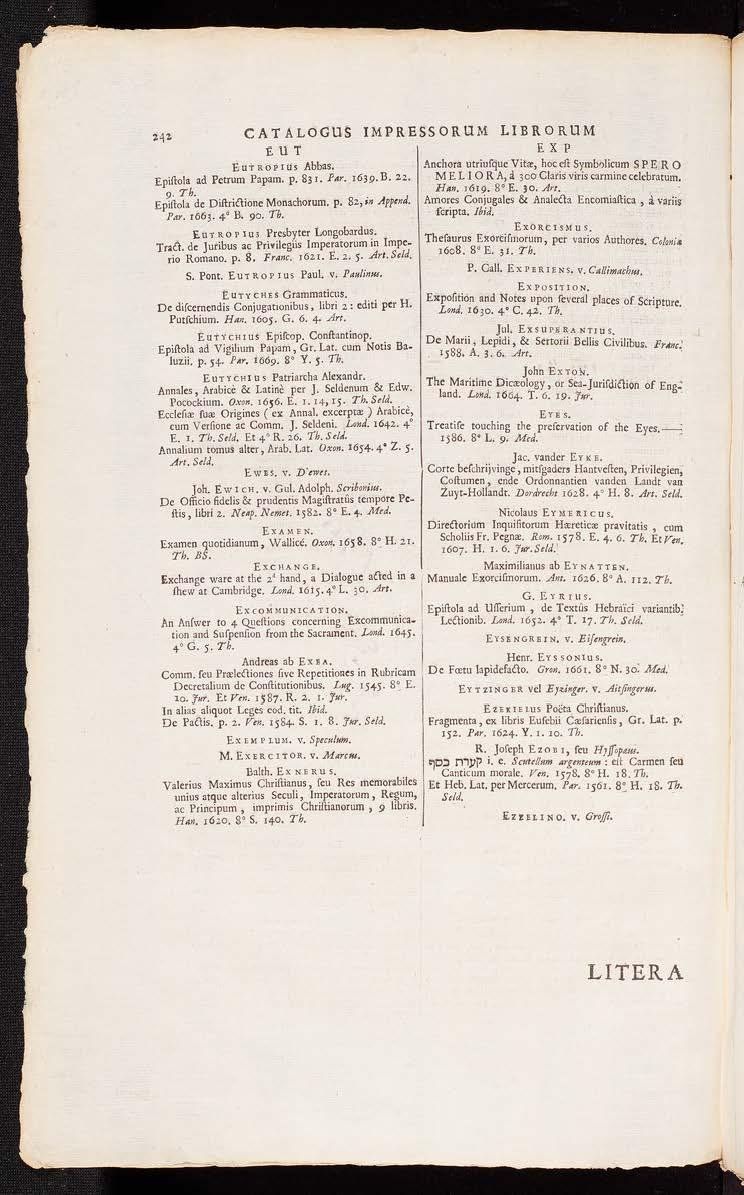 242
CATALOGUS IMPRESSORUM LIBRORUM
EUT
EUTROPIUS Abbas.
Epiſtola ad Petrum Papam. p. 831. Par. 1639. B. 22.
9. Th.
Epiſtola de Diſtrictione Monachorum. p. 82, in Append.
Par. 1663. 4° B. 90. Th.
EUTROPIUS Presbyter Longobardus.
Tract. de Juribus ac Privilegiis Imperatorum in Impe-
rio Romano. p. 8. Franc. 1621. E. 2. 5. Art. Seld.
S. Pont. EUTROPIUS Paul. v. Paulinus.
EUTYCHES Grammaticus.
De diſcernendis Conjugationibus, libri 2: editi per H.
Putſchium. Han. 1605. G. 6. 4. Art.
EUTYCHIUS Epiſcop. Conſtantinop.
Epiſtola ad Vigilium Papam, Gr. Lat. cum Notis Ba-
luzii. p. 54. Par. 1669. 8° Y. 5. Th.
EUTYCHIUS Patriarcha Alexandr.
Annales, Arabicè & Latinè per J. Seldenum & Edw.
Pocockium. Oxon. 1656. E. 1. 14, 15. Th. Seld.
Eccleſiæ ſuæ Origines (ex Annal. excerptæ) Arabicè,
cum Verſione ac Comm. J. Seldeni. Lond. 1642. 4°
E. 1. Th. Seld. Et 4° R. 26. Th. Seld.
Annalium tomus alter, Arab. Lat. Oxon. 1654. 4° Z. 5.
Art. Seld.
EWES. v. D'ewes.
Joh. EWICH. v. Gul. Adolph. Scribonius.
De Officio fidelis & prudentis Magiſtratûs tempore Pe-
ſtis, libri 2. Neap. Nemet. 1582. 8° E. 4. Med.
EXAMEN.
Examen quotidianum, Wallicé. Oxon. 1658. 8° H. 21.
Th. BS.
EXCHANGE.
Exchange ware at the 2d hand, a Dialogue acted in a
ſhew at Cambridge. Lond. 1615. 4° L. 30. Art.
EXCOMMUNICATION.
An Anſwer to 4 Queſtions concerning Excommunica-
tion and Suſpenſion from the Sacrament. Lond. 1645.
4° G. 5. Th.
Andreas ab EXEA.
Comm. ſeu Prælectiones ſive Repetitiones in Rubricam
Decretalium de Conſtitutionibus. Lug. 1545. 8° E.
10. Jur. Et Ven. 1587. R. 2. 1. Jur.
In alias aliquot Leges eod. tit. Ibid.
De Pactis. p. 2. Ven. 1584. S. 1. 8. Jur. Seld.
EXEMPLUM. v. Speculum.
M. EXERCITOR. v. Marcus.
Balth. EXNERUS.
Valerius Maximus Chriſtianus, ſeu Res memorabiles
unius atque alterius Seculi, Imperatorum, Regum,
ac Principum, imprimis Chriſtianorum, 9 libris.
Han. 1620. 8° S. 140. Th.
EXP
Anchora utriuſque Vitæ, hoc eſt Symbolicum SPERO
MELIORA, à 300 Claris viris carmine celebratum.
Han. 1619. 8° E. 30. Art.
Amores Conjugales & Analecta Encomiaſtica, à variis
ſcripta. Ibid.
EXORCISMUS.
Theſaurus Exorciſmorum, per varios Authores. Coloniæ
1608. 8° E. 31. Th.
P. Call. EXPERIENS. v. Callimachus.
EXPOSITION.
Expoſition and Notes upon ſeveral places of Scripture.
Lond. 1630. 4° C. 42. Th.
Jul. EXSUPERANTIUS.
De Marii, Lepidi, & Sertorii Bellis Civilibus. Franc.
1588. A. 3. 6. Art.
John EXTON.
The Maritime Dicæology, or Sea-Juriſdiction of Eng-
land. Lond. 1664. T. 6. 19. Jur.
EYES.
Treatiſe touching the preſervation of the Eyes.——
1586. 8° L. 9. Med.
Jac. vander EYKE.
Corte beſchrijvinge, mitſgaders Hantveſten, Privilegien,
Coſtumen, ende Ordonnantien vanden Landt van
Zuyt-Hollandt. Dordrecht 1628. 4° H. 8. Art. Seld.
Nicolaus EYMERICUS.
Directorium Inquiſitorum Hæreticæ pravitatis, cum
Scholiis Fr. Pegnæ. Rom. 1578. E. 4. 6. Th. Et Ven.
1607. H. 1. 6. Jur. Seld.
Maximilianus ab EYNATTEN.
Manuale Exorciſmorum. Ant. 1626. 8° A. 112. Th.
G. EYRIUS.
Epiſtola ad Uſſerium, de Textûs Hebraïci variantib.
Lectionib. Lond. 1652. 4° T. 17. Th. Seld.
EYSENGREIN. v. Eiſengrein.
Henr. EYSSONIUS.
De Fœtu lapidefacto. Gron. 1661. 8° N. 30. Med.
EYTZINGER vel Eyzinger. v. Aitſingerus.
EZEKIELUS Poëta Chriſtianus.
Fragmenta, ex libris Euſebii Cæſarienſis, Gr. Lat. p.
152. Par. 1624. Y. 1. 10. Th.
R. Joſeph EZOBI, ſeu Hyſſopæus.
קערת כסף i. e. Scutellum argenteum: eſt Carmen ſeu
Canticum morale. Ven. 1578. 8° H. 18. Th.
Et Heb. Lat. per Mercerum. Par. 1561. 8° H. 18. Th.
Seld.
EZZELINO. v. Groſſi.
LITERA